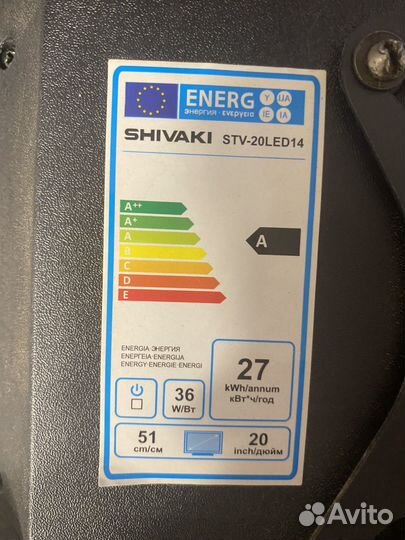 ENERG Y UA
енергия · ενεργεια IE IA
SHIVAKI STV-20LED14
A++
A+
A
B
C
D
E
A
ENERGIA·ЭНЕРГИЯ
ΕΝΕΡΓΕΙΑ·ENERGIJA
ENERGY·ENERGIE·ENERGI
36
W/Вт
27
kWh/annum
кВт*ч/год
51
cm/см
20
inch/дюйм
Avito